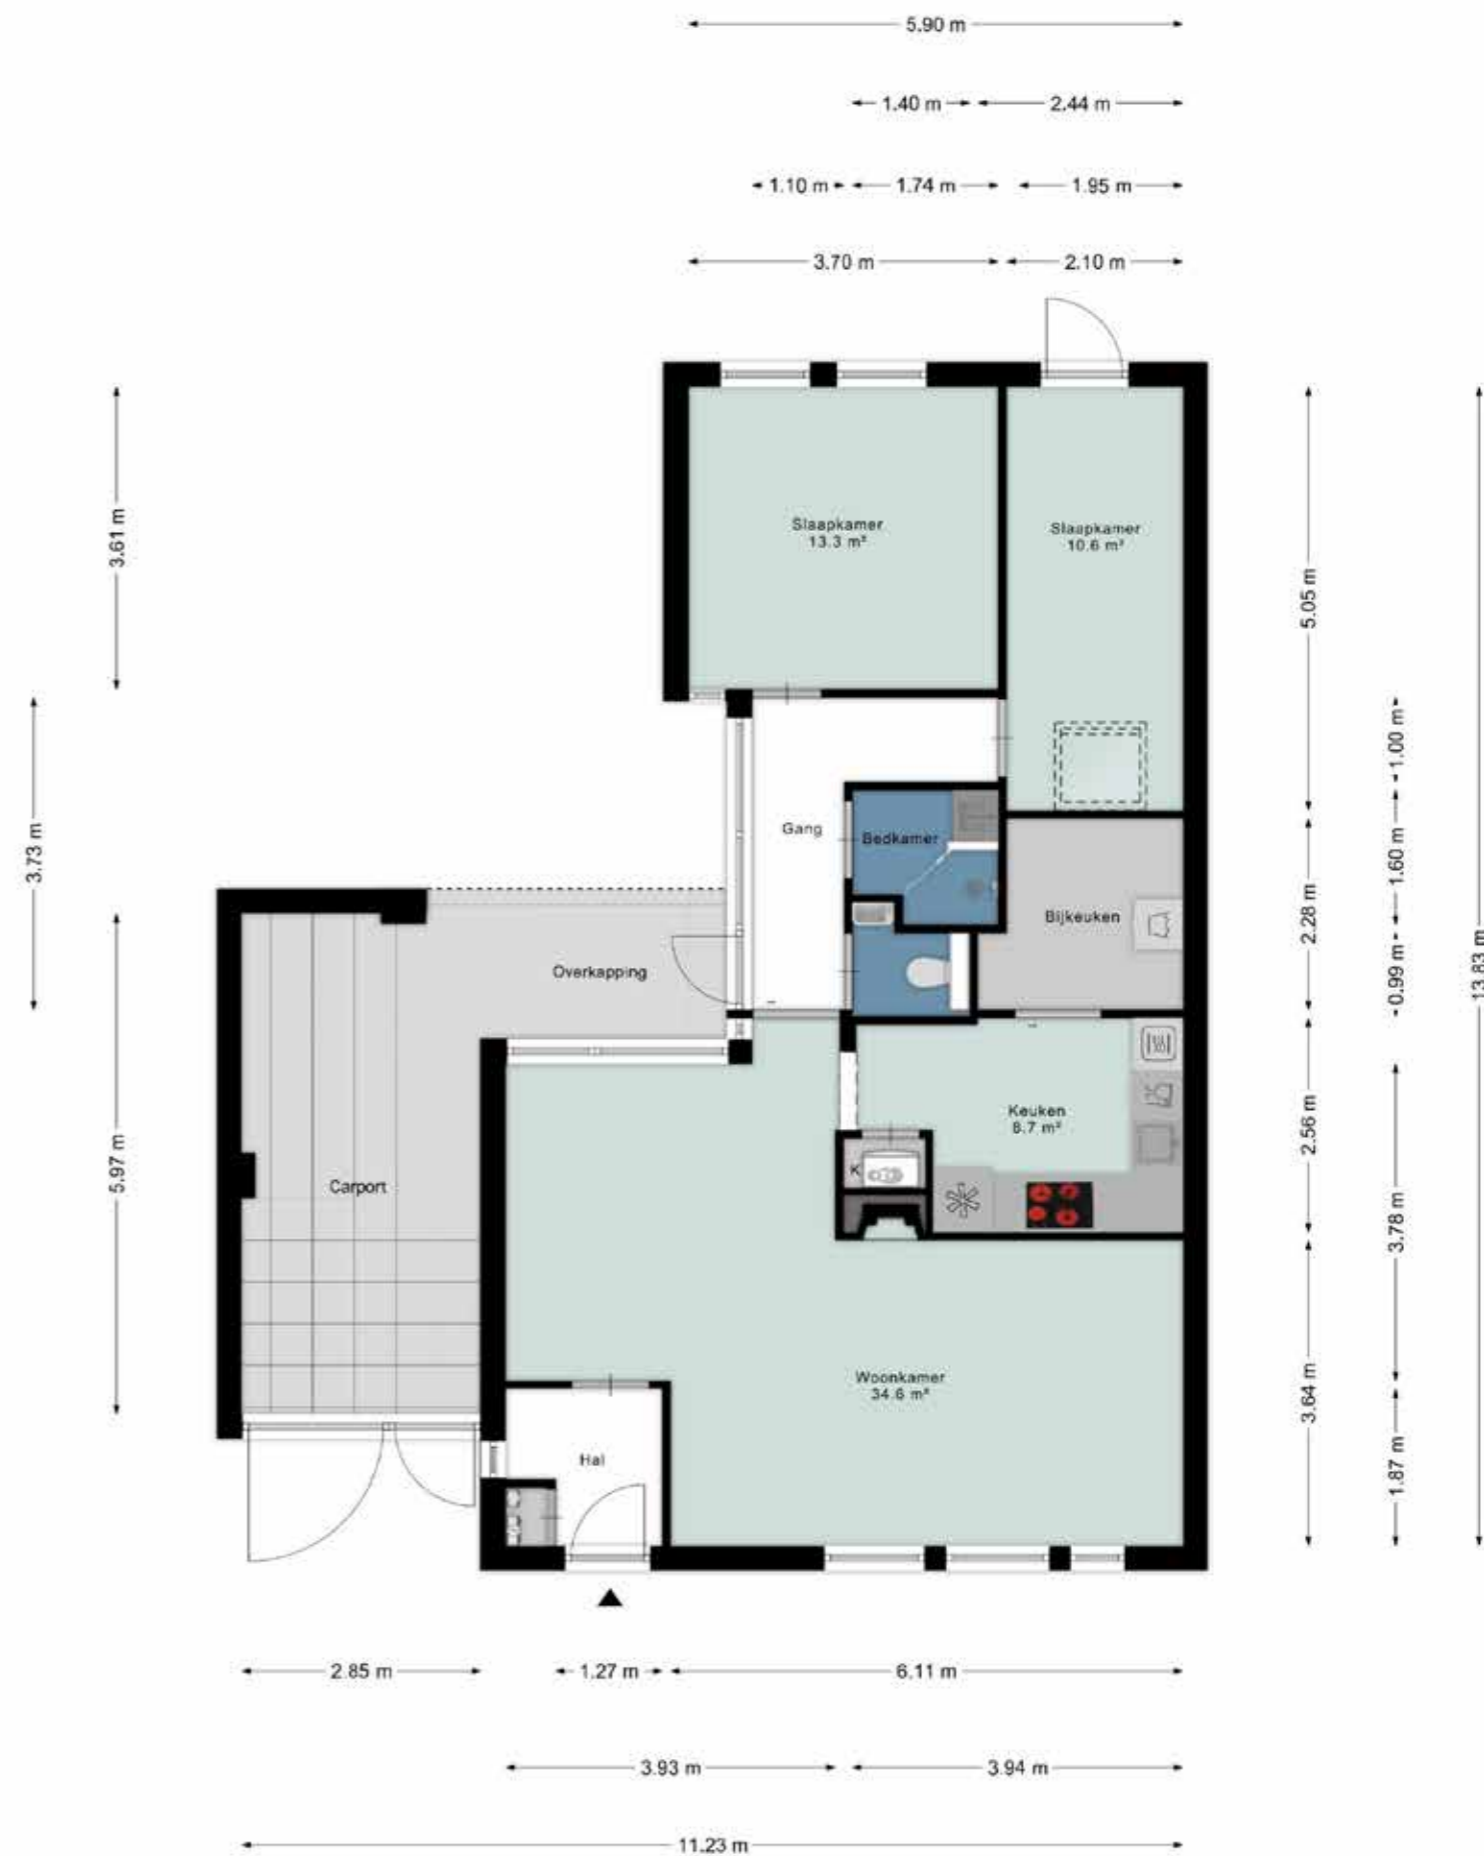 5.90 m
1.40 m
2.44 m
1.10 m
1.74 m
1.95 m
3.70 m
2.10 m
3.61 m
Slaapkamer
13.3 m²
Slaapkamer
10.6 m²
5.05 m
1.00 m
3.73 m
Gang
Badkamer
1.60 m
Bijkeuken
2.28 m
Overkapping
0.99 m
13.83 m
Keuken
8.7 m²
2.56 m
K
5.97 m
Carport
3.78 m
Woonkamer
34.6 m²
3.64 m
Hal
1.87 m
2.85 m
1.27 m
6.11 m
3.93 m
3.94 m
11.23 m